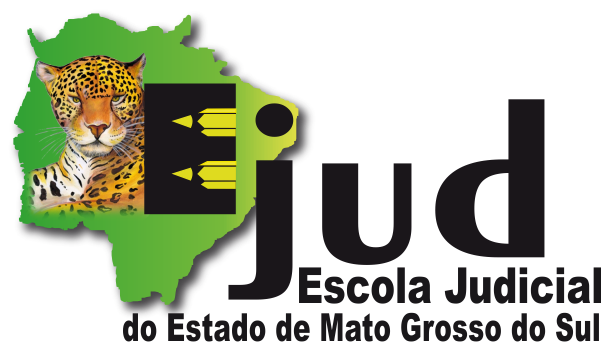 Ejud
Escola Judicial
do Estado de Mato Grosso do Sul